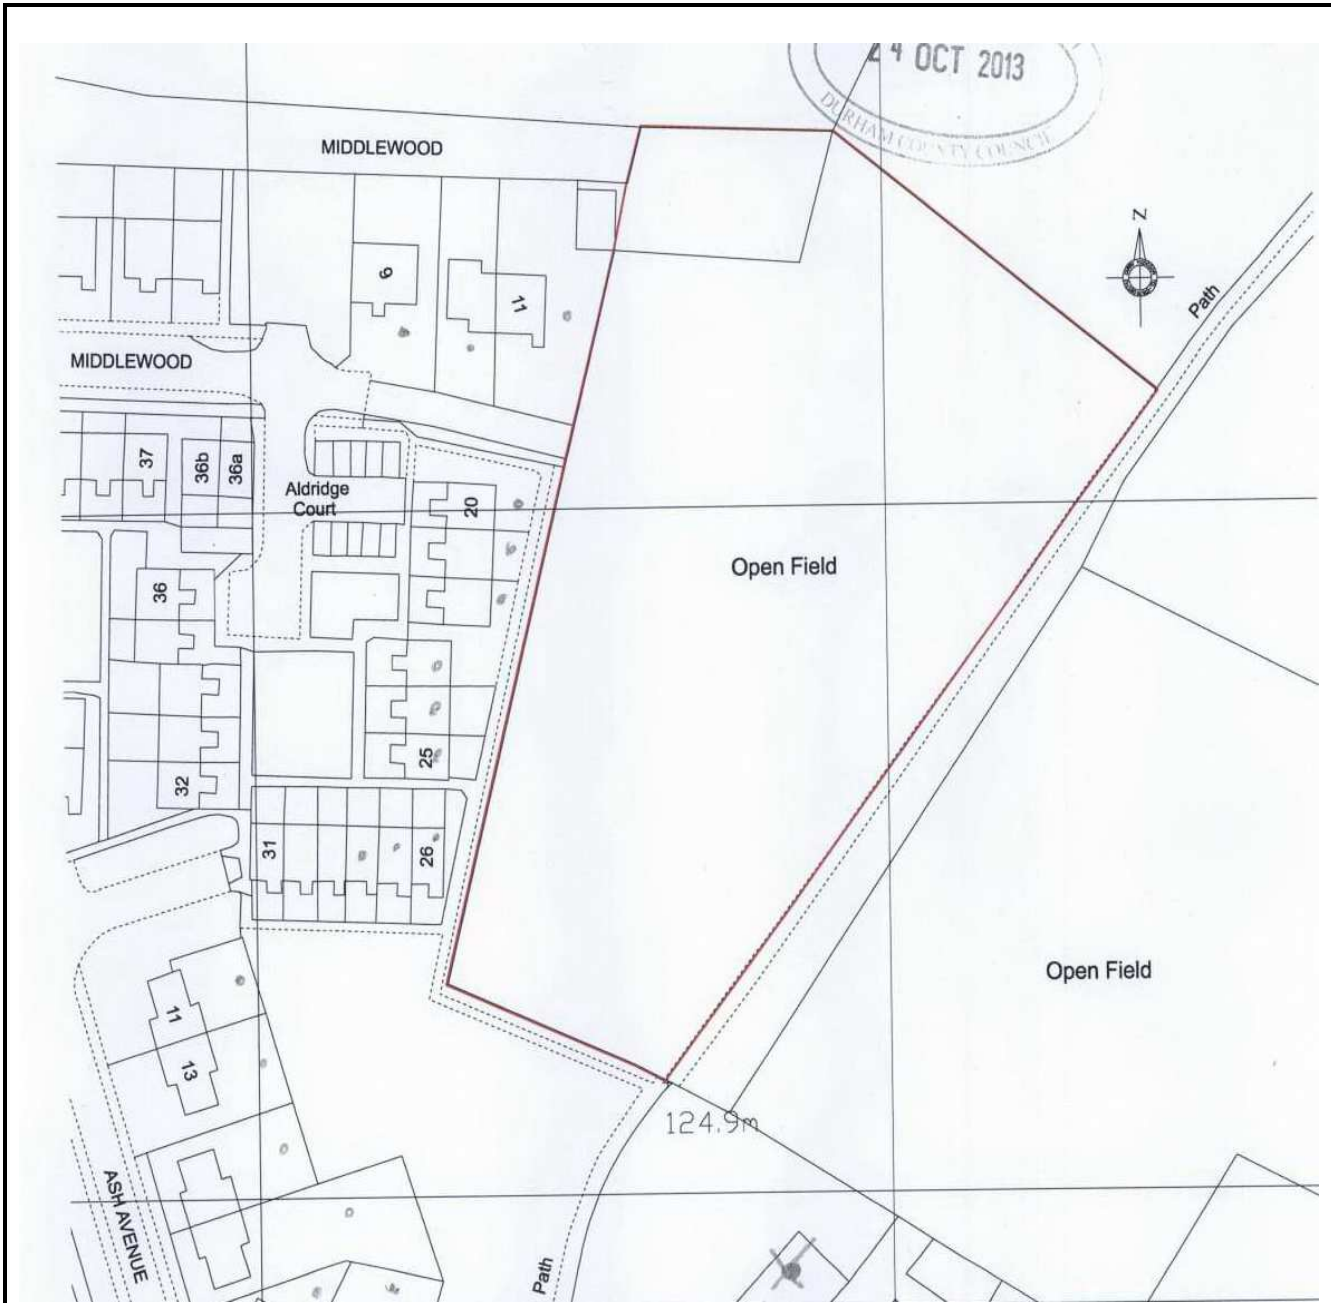 24 OCT 2013
DURHAM COUNTY COUNCIL
MIDDLEWOOD
N
Path
9
11
MIDDLEWOOD
37
36b
36a
Aldridge
Court
20
Open Field
36
25
32
31
26
Open Field
11
13
124.9m
ASH AVENUE
Path